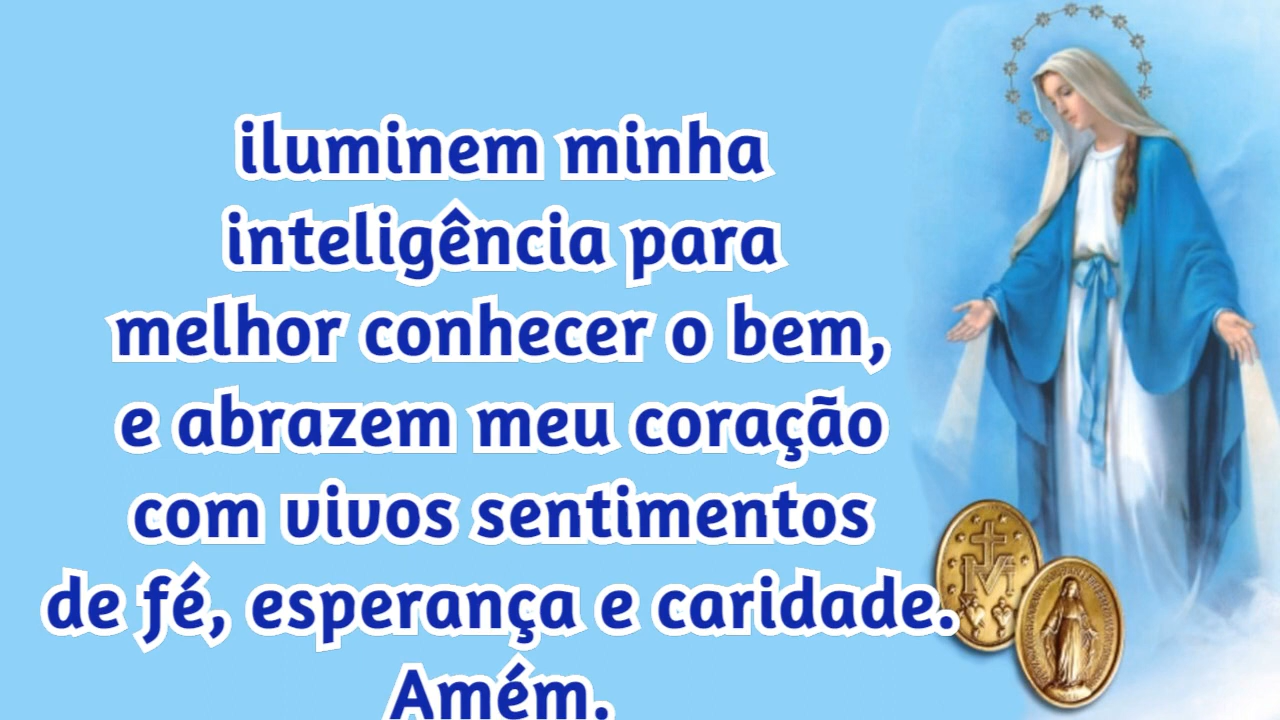 iluminem minha
inteligência para
melhor conhecer o bem,
e abrazem meu coração
com vivos sentimentos
de fé, esperança e caridade.
Amém.